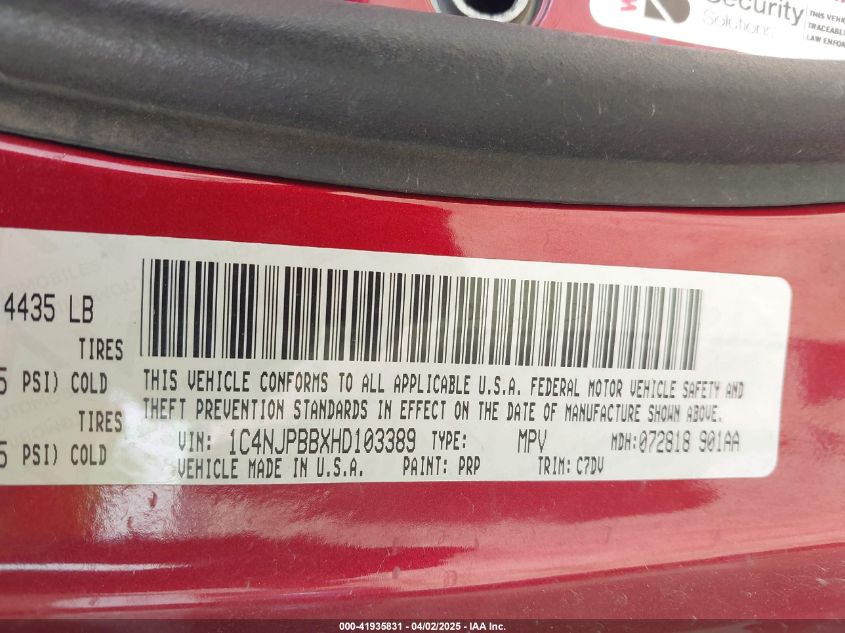 Security
Solutions
THIS VEHI
TRACEABLE
LAW ENFOR
4435 LB
TIRES
5 PSI) COLD
TIRES
5 PSI) COLD
THIS VEHICLE CONFORMS TO ALL APPLICABLE U.S.A. FEDERAL MOTOR VEHICLE SAFETY AND
THEFT PREVENTION STANDARDS IN EFFECT ON THE DATE OF MANUFACTURE SHOWN ABOVE.
VIN: 1C4NJPBBXHD103389 TYPE: MPV MDH:072818 901AA
VEHICLE MADE IN U.S.A. PAINT: PRP TRIM: C7DV
000-41935831 - 04/02/2025 - IAA Inc.